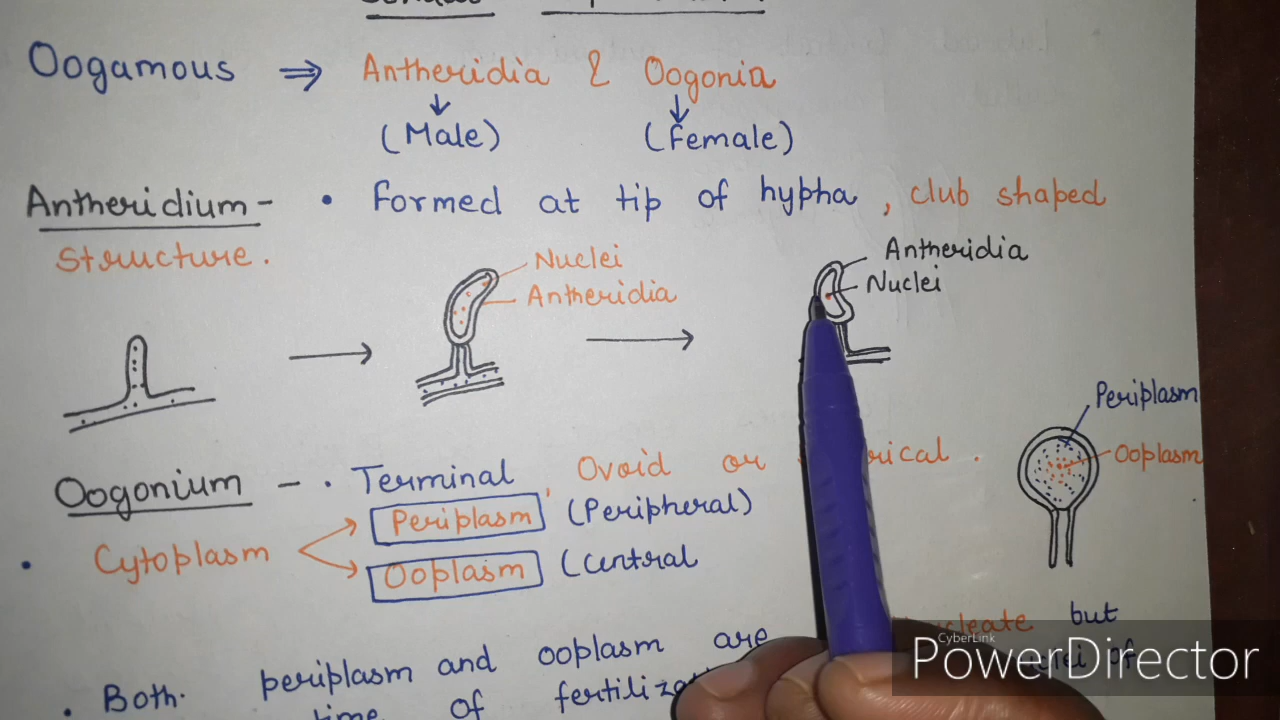 Oogamous ⇒ Antheridia & Oogonia
(Male) (Female)
Antheridium - • Formed at tip of hypha, club shaped
structure.
Nuclei
Antheridia
Antheridia
Nuclei
Periplasm
Ooplasm
Oogonium - • Terminal, Ovoid or
• Cytoplasm
Periplasm (Peripheral)
Ooplasm (Central
• Both periplasm and ooplasm are but
time of of
CyberLink
PowerDirector